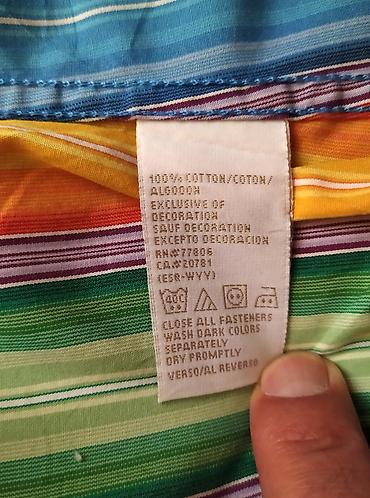 100% COTTON/COTON/
ALGODON
EXCLUSIVE OF
DECORATION
SAUF DECORATION
EXCEPTO DECORACION
RN#77806
CA#20781
(ESR-WYY)
40C
CLOSE ALL FASTENERS
WASH DARK COLORS
SEPARATELY
DRY PROMPTLY
VERSO/AL REVERSO